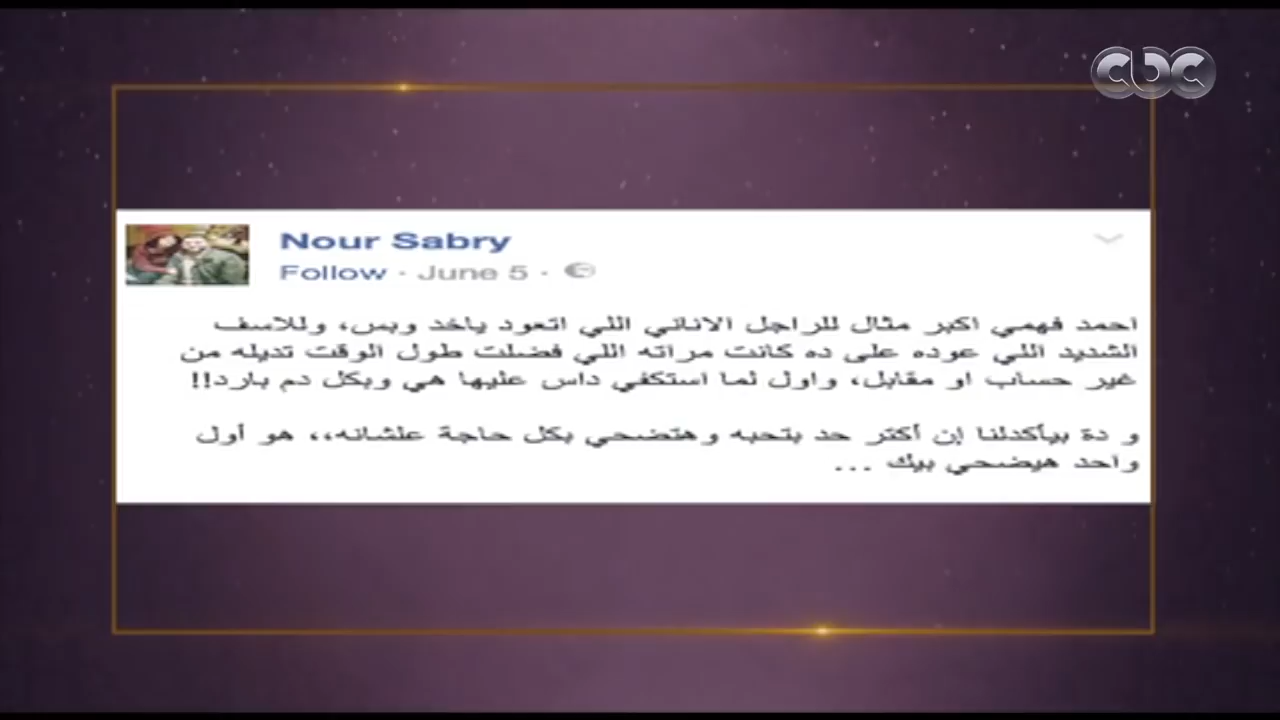 cbc
Nour Sabry
Follow · June 5 ·
احمد فهمي اكبر مثال للراجل الاناني اللي اتعود ياخد وبس، وللاسف
الشديد اللي عوده على ده كانت مراته اللي فضلت طول الوقت تديله من
غير حساب او مقابل، واول لما استكفي داس عليها هي وبكل دم بارد!!
و دة بيأكدلنا إن أكتر حد بتحبه وهتضحي بكل حاجة علشانه،، هو أول
واحد هيضحي بيك ...